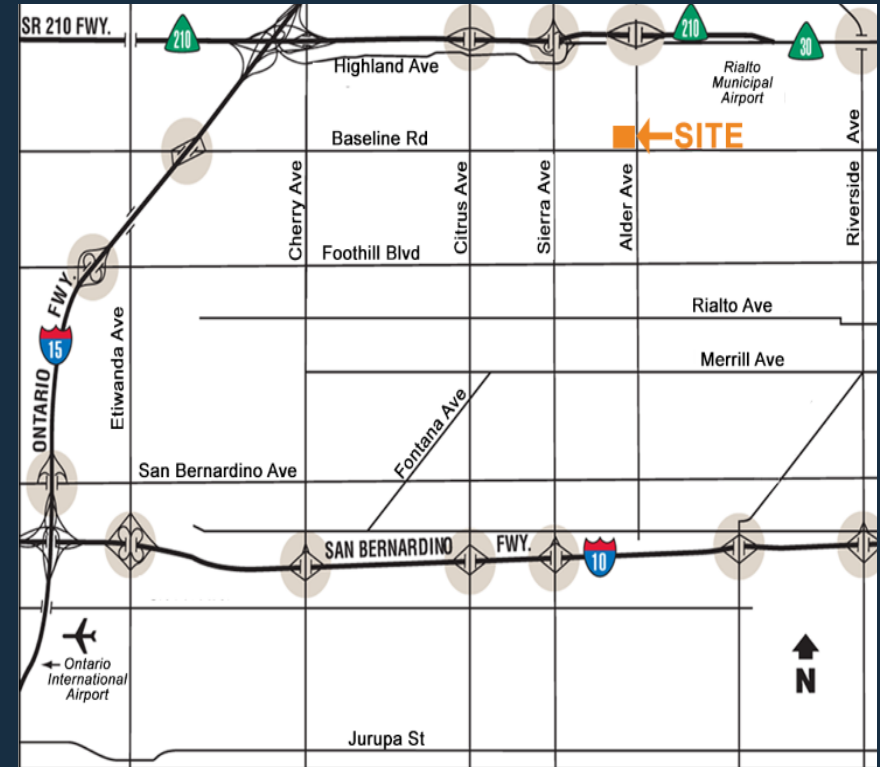 SR 210 FWY.
210
210
30
Highland Ave
Rialto
Municipal
Airport
Baseline Rd
SITE
Cherry Ave
Citrus Ave
Sierra Ave
Alder Ave
Riverside Ave
Foothill Blvd
ONTARIO FWY.
15
Etiwanda Ave
Rialto Ave
Merrill Ave
Fontana Ave
San Bernardino Ave
SAN BERNARDINO FWY.
10
Ontario
International
Airport
N
Jurupa St